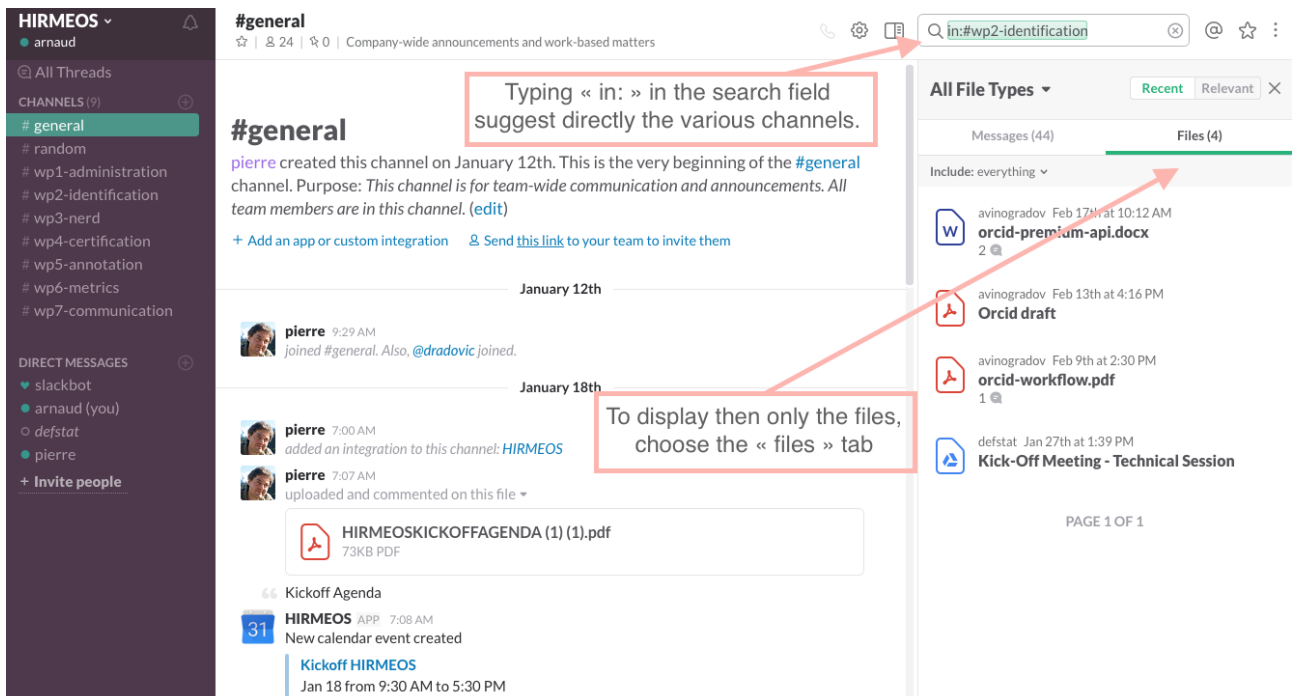 HIRMEOS
arnaud
All Threads
CHANNELS (9)
# general
# random
# wp1-administration
# wp2-identification
# wp3-nerd
# wp4-certification
# wp5-annotation
# wp6-metrics
# wp7-communication
DIRECT MESSAGES
slackbot
arnaud (you)
defstat
pierre
+ Invite people
#general
24 | 0 | Company-wide announcements and work-based matters
in:#wp2-identification
Typing « in: » in the search field
suggest directly the various channels.
#general
pierre created this channel on January 12th. This is the very beginning of the #general
channel. Purpose: This channel is for team-wide communication and announcements. All
team members are in this channel. (edit)
+ Add an app or custom integration Send this link to your team to invite them
January 12th
pierre 9:29 AM
joined #general. Also, @dradovic joined.
January 18th
pierre 7:00 AM
added an integration to this channel: HIRMEOS
pierre 7:07 AM
uploaded and commented on this file
HIRMEOSKICKOFFAGENDA (1) (1).pdf
73KB PDF
Kickoff Agenda
31
HIRMEOS APP 7:08 AM
New calendar event created
Kickoff HIRMEOS
Jan 18 from 9:30 AM to 5:30 PM
To display then only the files,
choose the « files » tab
All File Types Recent Relevant
Messages (44) Files (4)
Include: everything
avinogradov Feb 17th at 10:12 AM
W orcid-premium-api.docx
2
avinogradov Feb 13th at 4:16 PM
Orcid draft
avinogradov Feb 9th at 2:30 PM
orcid-workflow.pdf
1
defstat Jan 27th at 1:39 PM
Kick-Off Meeting - Technical Session
PAGE 1 OF 1